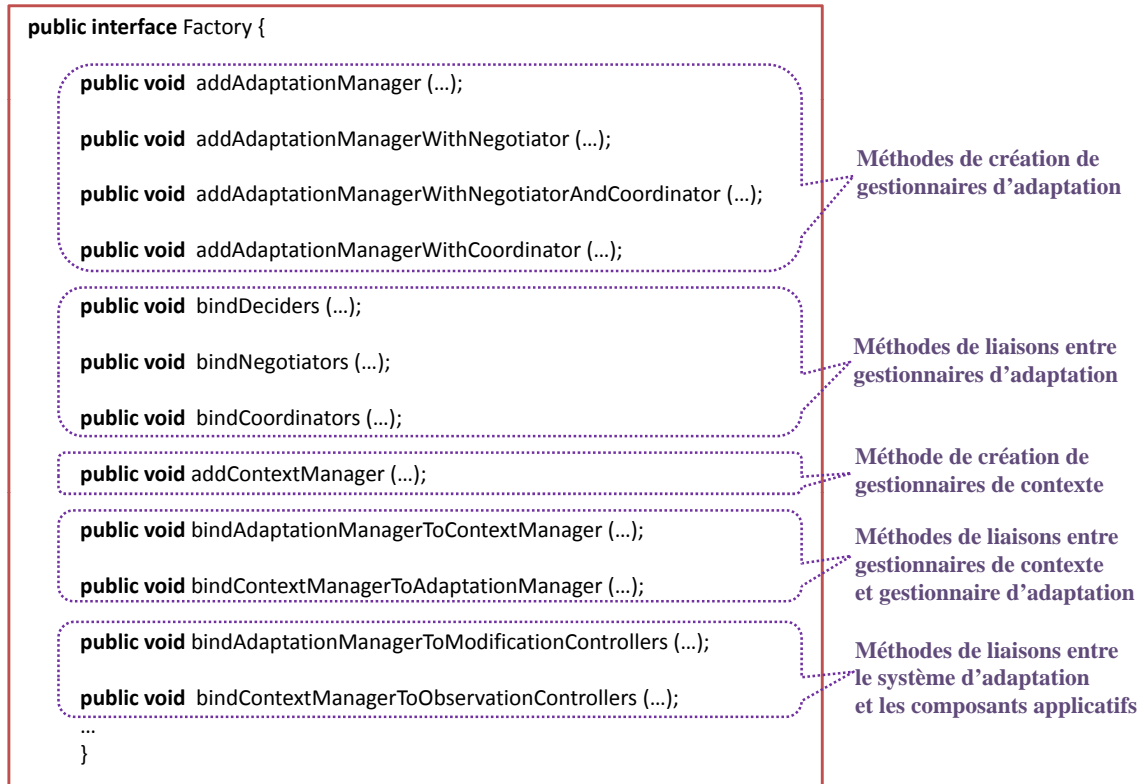 public interface Factory {
public void addAdaptationManager (...);
public void addAdaptationManagerWithNegotiator (...);
public void addAdaptationManagerWithNegotiatorAndCoordinator (...);
public void addAdaptationManagerWithCoordinator (...);
Méthodes de création de
gestionnaires d’adaptation
public void bindDeciders (...);
public void bindNegotiators (...);
public void bindCoordinators (...);
Méthodes de liaisons entre
gestionnaires d’adaptation
public void addContextManager (...);
Méthode de création de
gestionnaires de contexte
public void bindAdaptationManagerToContextManager (...);
public void bindContextManagerToAdaptationManager (...);
Méthodes de liaisons entre
gestionnaires de contexte
et gestionnaire d’adaptation
public void bindAdaptationManagerToModificationControllers (...);
public void bindContextManagerToObservationControllers (...);
Méthodes de liaisons entre
le système d’adaptation
et les composants applicatifs
...
}